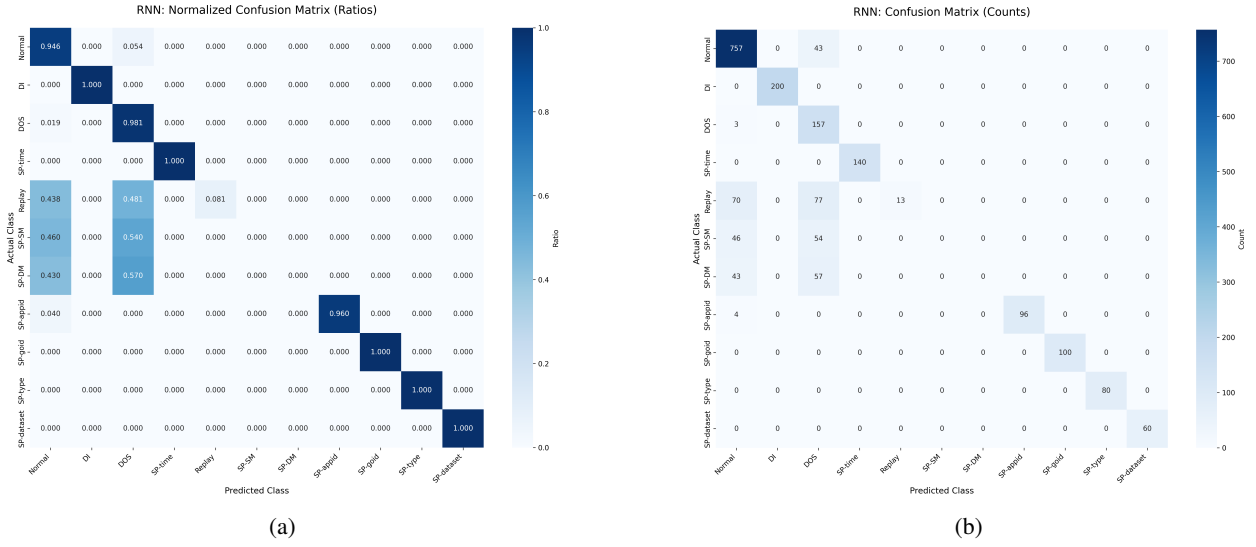 RNN: Normalized Confusion Matrix (Ratios)
Normal 0.946 0.000 0.054 0.000 0.000 0.000 0.000 0.000 0.000 0.000 0.000
DI 0.000 1.000 0.000 0.000 0.000 0.000 0.000 0.000 0.000 0.000 0.000
DOS 0.019 0.000 0.981 0.000 0.000 0.000 0.000 0.000 0.000 0.000 0.000
SP-time 0.000 0.000 0.000 1.000 0.000 0.000 0.000 0.000 0.000 0.000 0.000
Replay 0.438 0.000 0.481 0.000 0.081 0.000 0.000 0.000 0.000 0.000 0.000
SP-SM 0.460 0.000 0.540 0.000 0.000 0.000 0.000 0.000 0.000 0.000 0.000
SP-DM 0.430 0.000 0.570 0.000 0.000 0.000 0.000 0.000 0.000 0.000 0.000
SP-appid 0.040 0.000 0.000 0.000 0.000 0.000 0.000 0.960 0.000 0.000 0.000
SP-goid 0.000 0.000 0.000 0.000 0.000 0.000 0.000 0.000 1.000 0.000 0.000
SP-type 0.000 0.000 0.000 0.000 0.000 0.000 0.000 0.000 0.000 1.000 0.000
SP-dataset 0.000 0.000 0.000 0.000 0.000 0.000 0.000 0.000 0.000 0.000 1.000
Normal DI DOS SP-time Replay SP-SM SP-DM SP-appid SP-goid SP-type SP-dataset
Predicted Class
Actual Class
1.0
0.8
0.6
0.4
0.2
0.0
Ratio
(a)
RNN: Confusion Matrix (Counts)
Normal 757 0 43 0 0 0 0 0 0 0 0
DI 0 200 0 0 0 0 0 0 0 0 0
DOS 3 0 157 0 0 0 0 0 0 0 0
SP-time 0 0 0 140 0 0 0 0 0 0 0
Replay 70 0 77 0 13 0 0 0 0 0 0
SP-SM 46 0 54 0 0 0 0 0 0 0 0
SP-DM 43 0 57 0 0 0 0 0 0 0 0
SP-appid 4 0 0 0 0 0 0 96 0 0 0
SP-goid 0 0 0 0 0 0 0 0 100 0 0
SP-type 0 0 0 0 0 0 0 0 0 80 0
SP-dataset 0 0 0 0 0 0 0 0 0 0 60
Normal DI DOS SP-time Replay SP-SM SP-DM SP-appid SP-goid SP-type SP-dataset
Predicted Class
Actual Class
700
600
500
400
300
200
100
0
Count
(b)